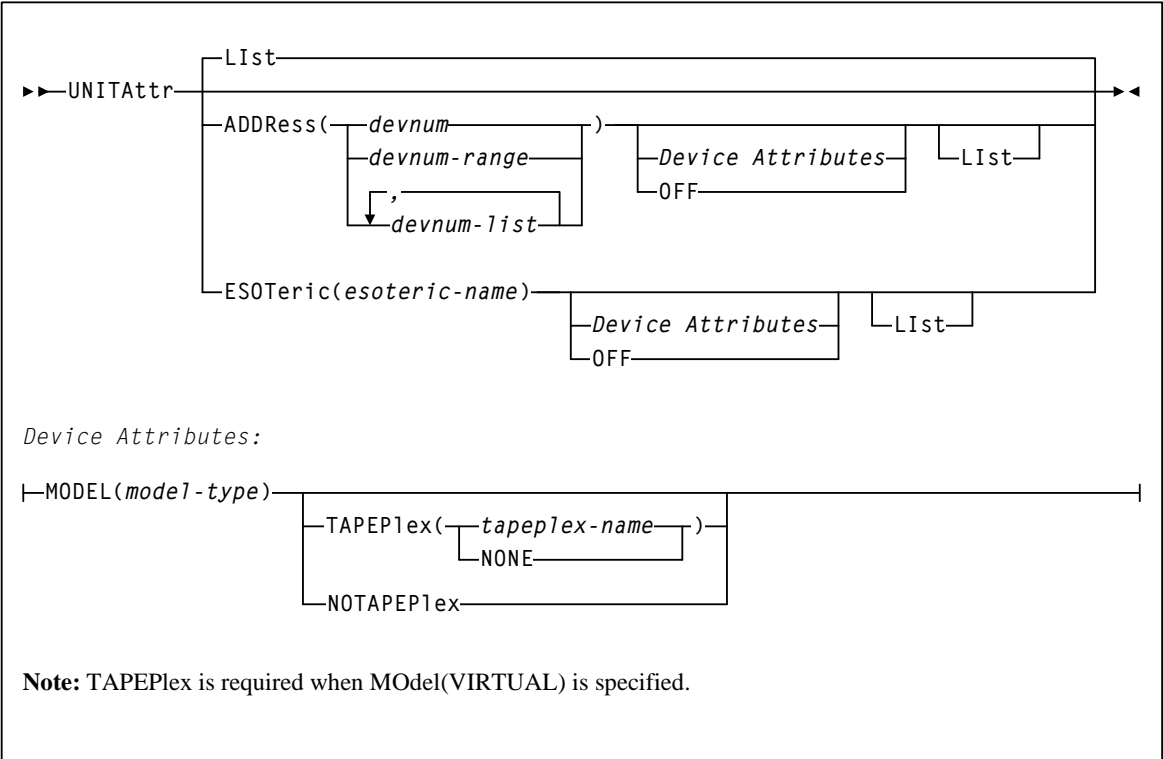 LIst
UNITAttr
ADDRess( devnum )
devnum-range
Device Attributes LIst
OFF
,
devnum-list
ESOTeric(esoteric-name)
Device Attributes LIst
OFF
Device Attributes:
MODEL(model-type)
TAPEPlex( tapeplex-name )
NONE
NOTAPEPlex
Note: TAPEPlex is required when MOdel(VIRTUAL) is specified.